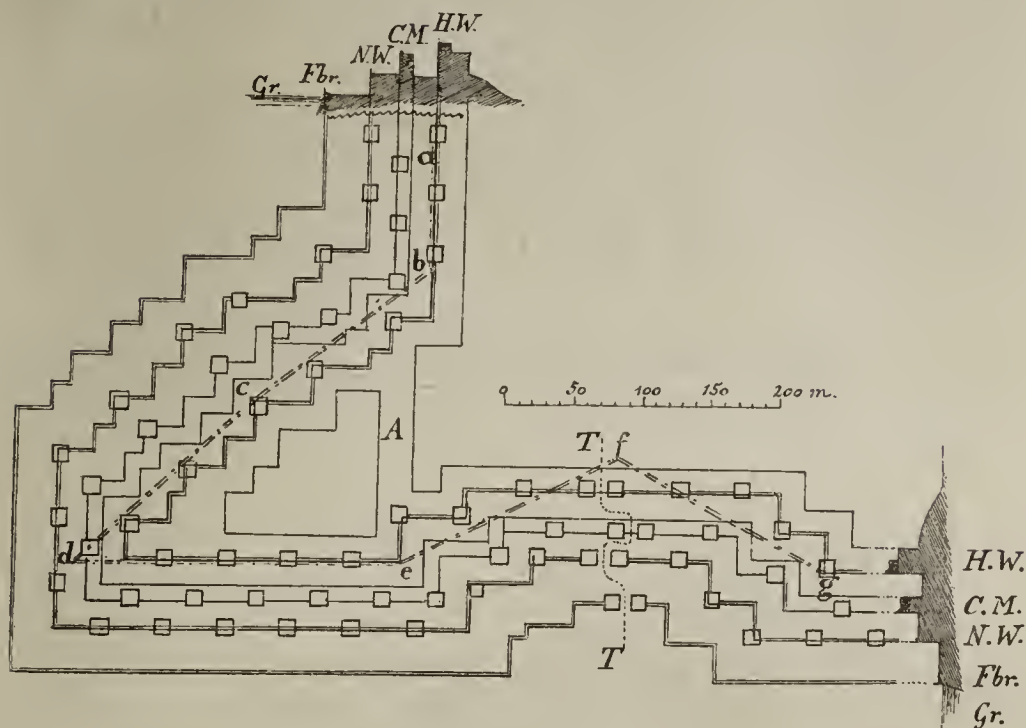 H.W.
C.M.
N.W.
Fbr.
Gr.
a
b
c
A
0 50 100 150 200 m.
T f
d e
g
H.W.
C.M.
N.W.
T
Fbr.
Gr.